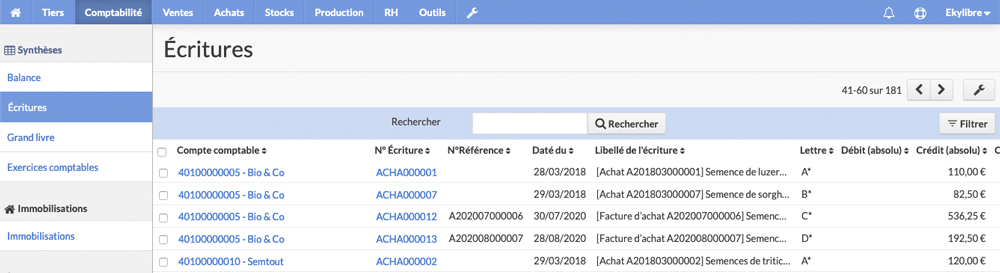 Tiers Comptabilité Ventes Achats Stocks Production RH Outils Ekylibre
Synthèses
Balance
Écritures
Grand livre
Exercices comptables
Immobilisations
Immobilisations
Écritures
41-60 sur 181
Rechercher Rechercher Filtrer
Compte comptable N° Écriture N°Référence Daté du Libellé de l'écriture Lettre Débit (absolu) Crédit (absolu) C
40100000005 - Bio & Co ACHA000001 28/03/2018 [Achat A201803000001] Semence de luzer... A* 110,00 €
40100000005 - Bio & Co ACHA000007 29/03/2018 [Achat A201803000007] Semence de sorgh... B* 82,50 €
40100000005 - Bio & Co ACHA000012 A202007000006 30/07/2020 [Facture d'achat A202007000006] Semenc... C* 536,25 €
40100000005 - Bio & Co ACHA000013 A202008000007 28/08/2020 [Facture d'achat A202008000007] Semenc... D* 192,50 €
40100000010 - Semtout ACHA000002 29/03/2018 [Achat A201803000002] Semences de tritic... A* 120,00 €